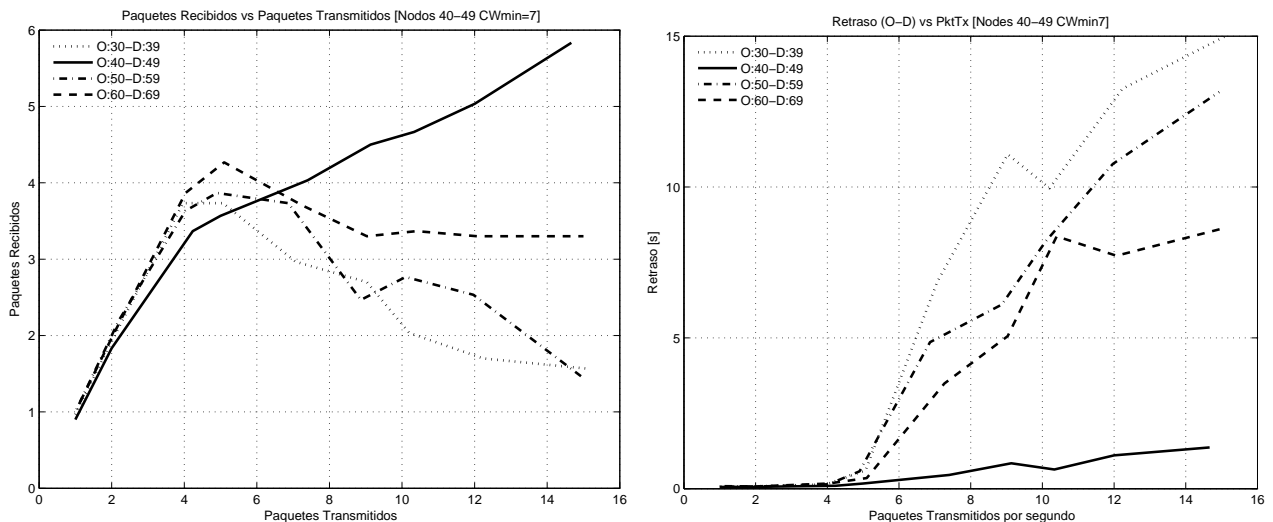 Paquetes Recibidos vs Paquetes Transmitidos [Nodos 40−49 CWmin=7]
6
5
4
3
2
1
0
Paquetes Recibidos
O:30−D:39
O:40−D:49
O:50−D:59
O:60−D:69
0 2 4 6 8 10 12 14 16
Paquetes Transmitidos
Retraso (O−D) vs PktTx [Nodes 40−49 CWmin7]
15
10
5
0
Retraso [s]
O:30−D:39
O:40−D:49
O:50−D:59
O:60−D:69
0 2 4 6 8 10 12 14 16
Paquetes Transmitidos por segundo